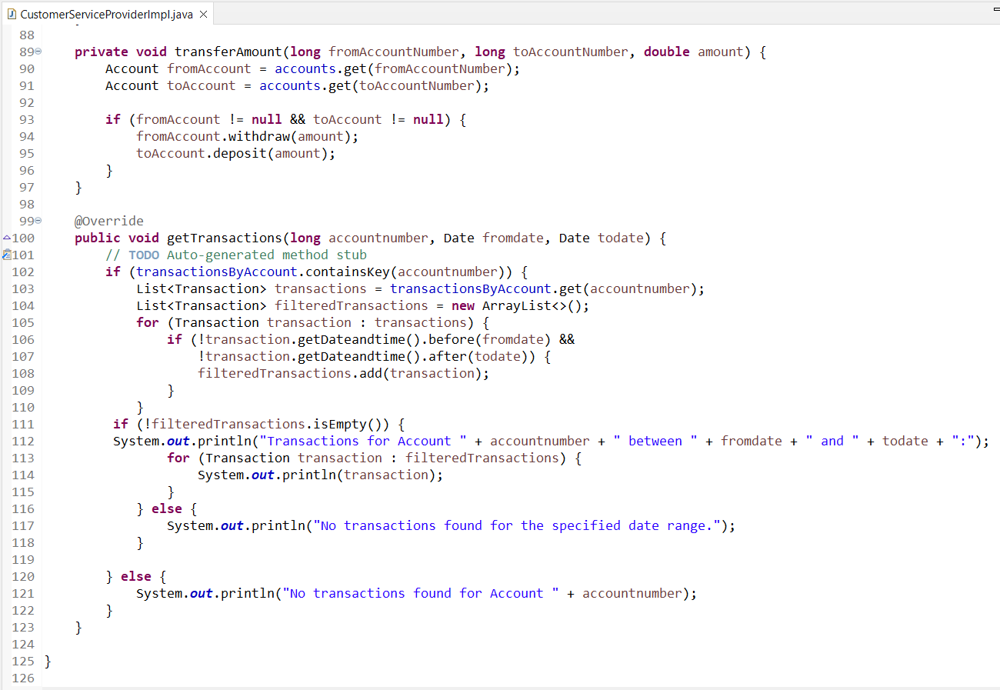 CustomerServiceProviderImpl.java
88
89 private void transferAmount(long fromAccountNumber, long toAccountNumber, double amount) {
90 Account fromAccount = accounts.get(fromAccountNumber);
91 Account toAccount = accounts.get(toAccountNumber);
92
93 if (fromAccount != null && toAccount != null) {
94 fromAccount.withdraw(amount);
95 toAccount.deposit(amount);
96 }
97 }
98
99 @Override
100 public void getTransactions(long accountnumber, Date fromdate, Date todate) {
101 // TODO Auto-generated method stub
102 if (transactionsByAccount.containsKey(accountnumber)) {
103 List<Transaction> transactions = transactionsByAccount.get(accountnumber);
104 List<Transaction> filteredTransactions = new ArrayList<>();
105 for (Transaction transaction : transactions) {
106 if (!transaction.getDateandtime().before(fromdate) &&
107 !transaction.getDateandtime().after(todate)) {
108 filteredTransactions.add(transaction);
109 }
110 }
111 if (!filteredTransactions.isEmpty()) {
112 System.out.println("Transactions for Account " + accountnumber + " between " + fromdate + " and " + todate + ":");
113 for (Transaction transaction : filteredTransactions) {
114 System.out.println(transaction);
115 }
116 } else {
117 System.out.println("No transactions found for the specified date range.");
118 }
119
120 } else {
121 System.out.println("No transactions found for Account " + accountnumber);
122 }
123 }
124
125 }
126